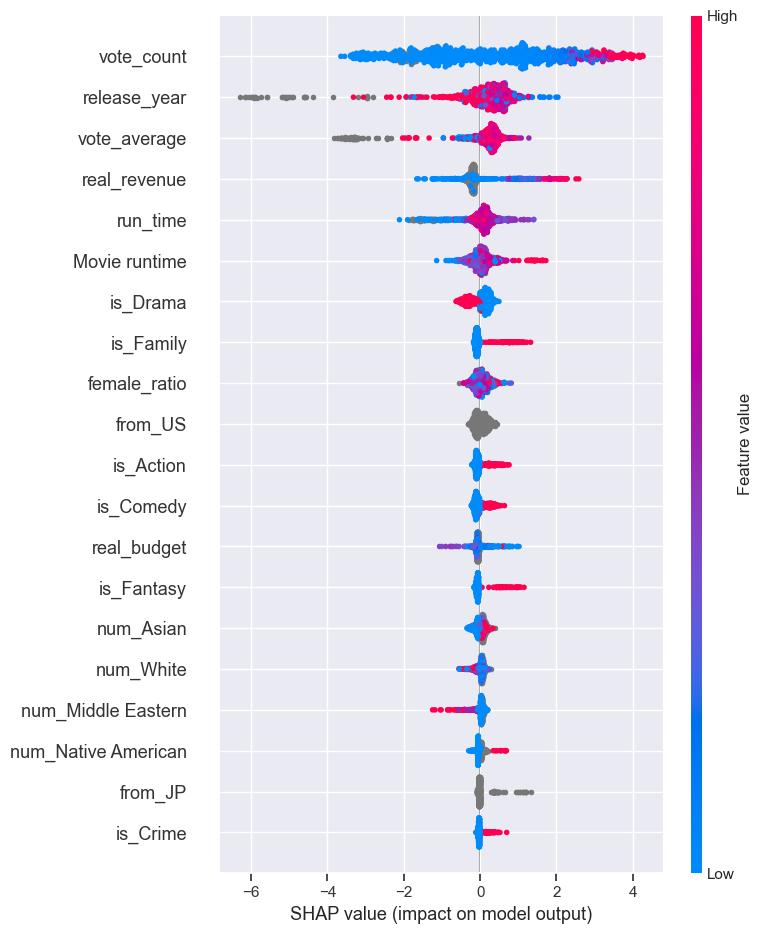 High
vote_count
release_year
vote_average
real_revenue
run_time
Movie runtime
is_Drama
is_Family
female_ratio
from_US
is_Action
is_Comedy
real_budget
is_Fantasy
num_Asian
num_White
num_Middle Eastern
num_Native American
from_JP
is_Crime
Feature value
Low
−6 −4 −2 0 2 4
SHAP value (impact on model output)